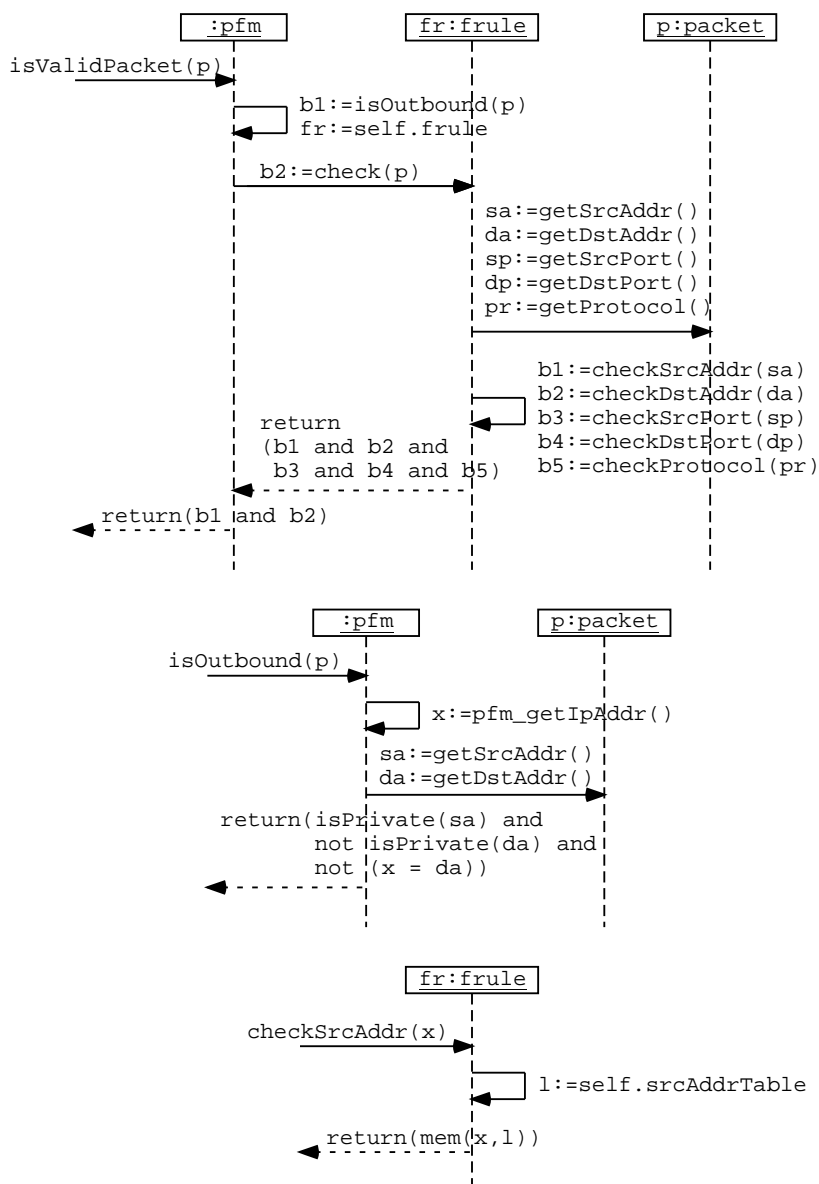 :pfm
fr:frule
p:packet
isValidPacket(p)
b1:=isOutbound(p)
fr:=self.frule
b2:=check(p)
sa:=getSrcAddr()
da:=getDstAddr()
sp:=getSrcPort()
dp:=getDstPort()
pr:=getProtocol()
b1:=checkSrcAddr(sa)
b2:=checkDstAddr(da)
b3:=checkSrcPort(sp)
b4:=checkDstPort(dp)
b5:=checkProtocol(pr)
return
(b1 and b2 and
b3 and b4 and b5)
return(b1 and b2)
:pfm
p:packet
isOutbound(p)
x:=pfm_getIpAddr()
sa:=getSrcAddr()
da:=getDstAddr()
return(isPrivate(sa) and
not isPrivate(da) and
not (x = da))
fr:frule
checkSrcAddr(x)
l:=self.srcAddrTable
return(mem(x,l))